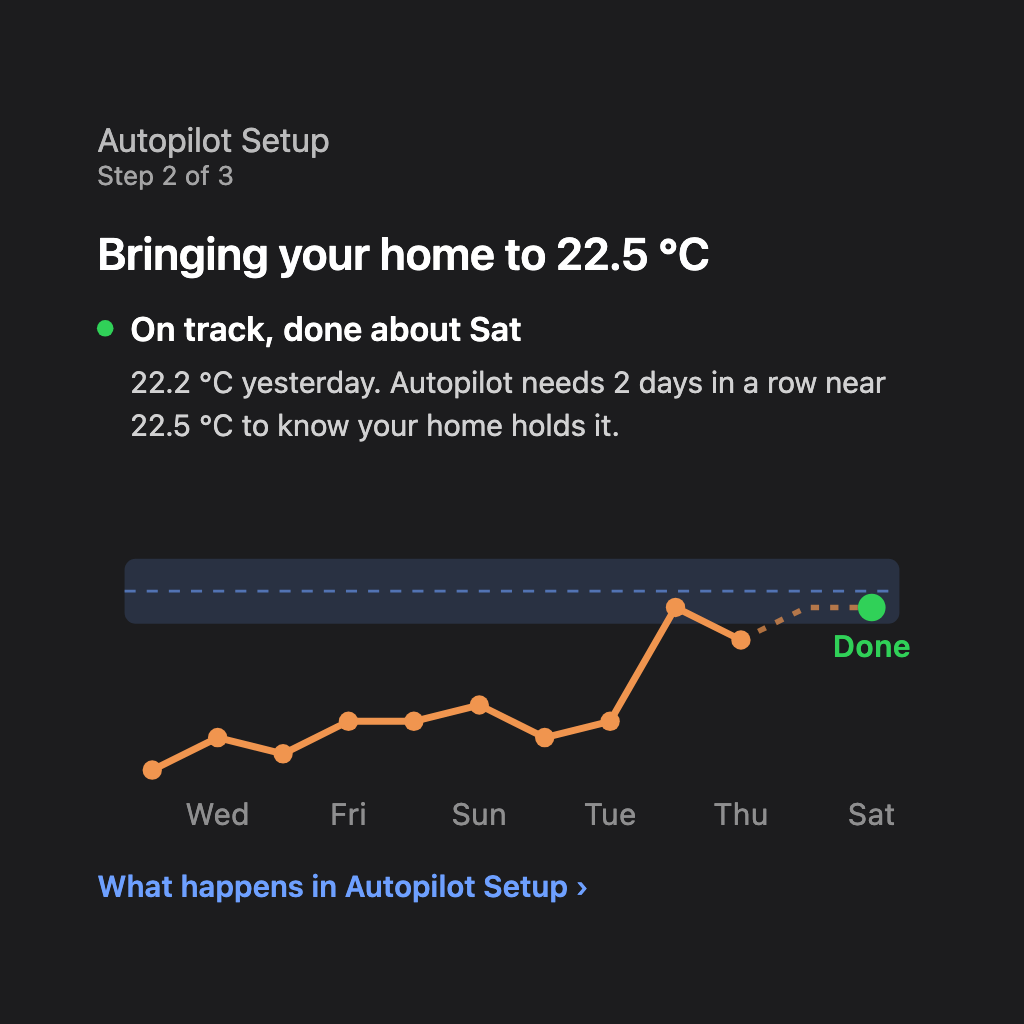 Autopilot Setup
Step 2 of 3
Bringing your home to 22.5 °C
On track, done about Sat
22.2 °C yesterday. Autopilot needs 2 days in a row near
22.5 °C to know your home holds it.
Done
Wed Fri Sun Tue Thu Sat
What happens in Autopilot Setup ›